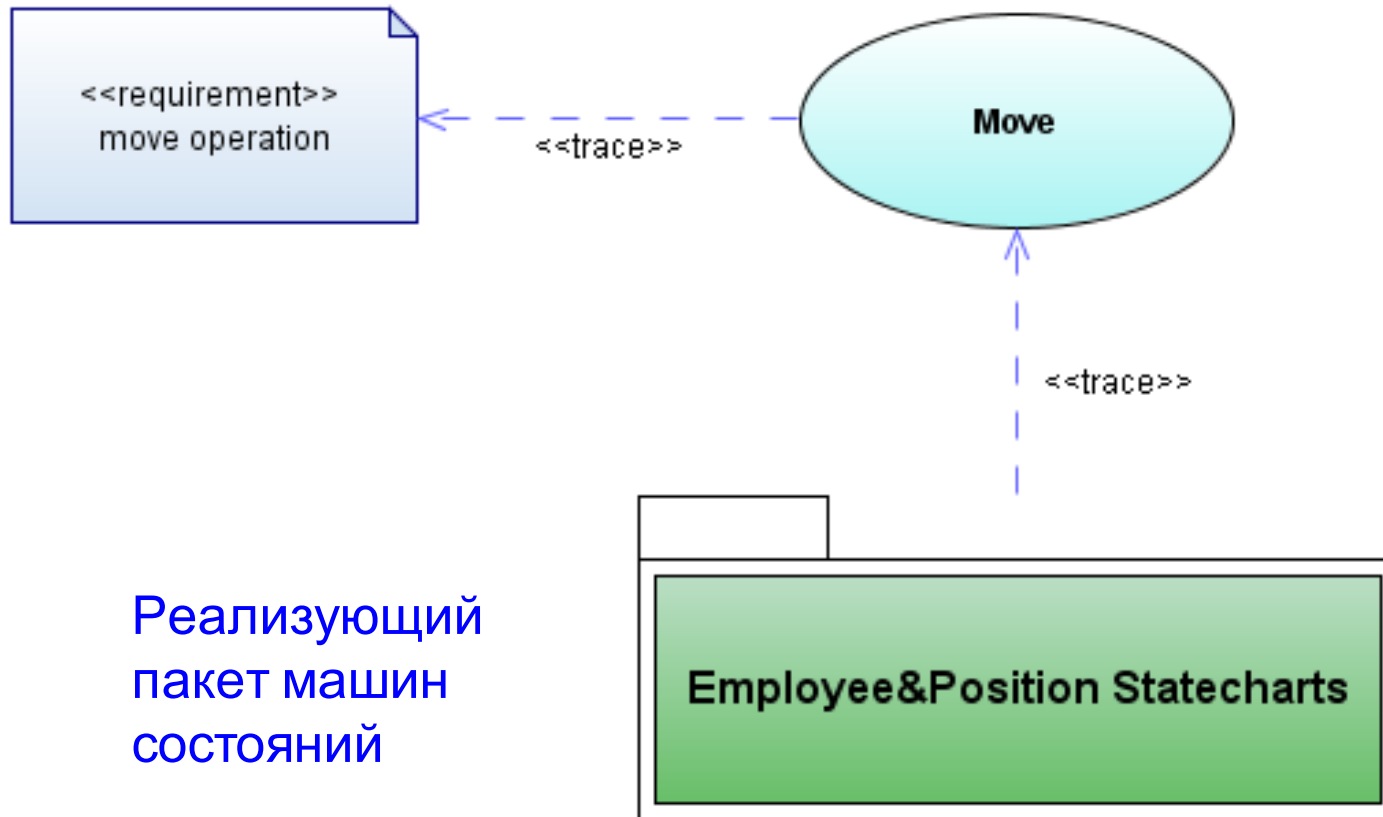 <<requirement>>
move operation
<<trace>>
Move
<<trace>>
Реализующий
пакет машин
состояний
Employee&Position Statecharts